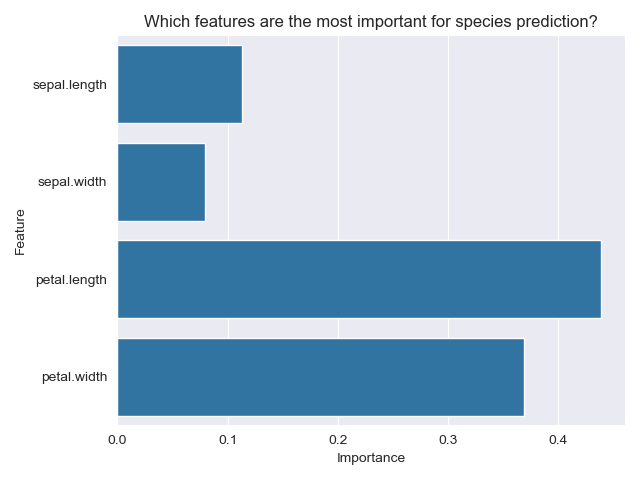 Which features are the most important for species prediction?
Feature
sepal.length
sepal.width
petal.length
petal.width
0.0 0.1 0.2 0.3 0.4
Importance